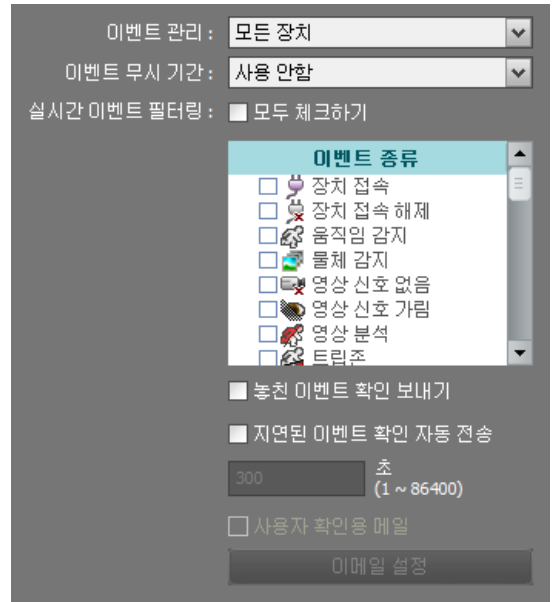 이벤트 관리 : 모든 장치
이벤트 무시 기간 : 사용 안함
실시간 이벤트 필터링 : 모두 체크하기
이벤트 종류
장치 접속
장치 접속 해제
움직임 감지
물체 감지
영상 신호 없음
영상 신호 가림
영상 분석
트립존
놓친 이벤트 확인 보내기
지연된 이벤트 확인 자동 전송
300 초
(1 ~ 86400)
사용자 확인용 메일
이메일 설정